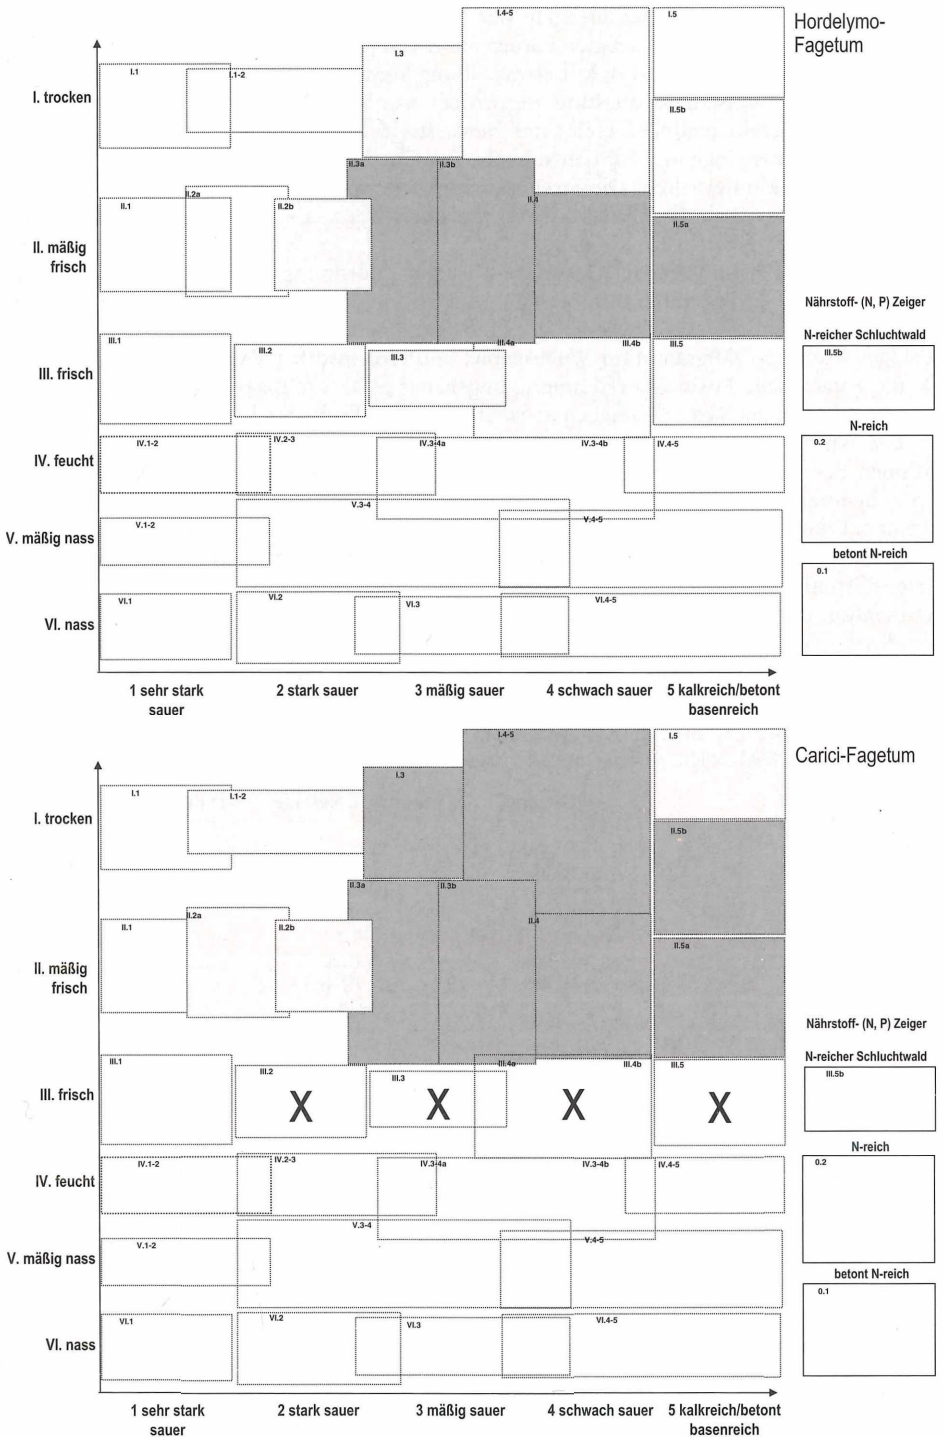 Hordelymo-
Fagetum
I.4-5
I.5
I.3
I.1
I.1-2
I. trocken
II.5b
II.3a
II.3b
II.2a
II.4
II.1
II.2b
II.5a
II. mäßig
frisch
Nährstoff- (N, P) Zeiger
N-reicher Schluchtwald
III.1
III.2
III.3
III.4a
III.4b
III.5
III.5b
III. frisch
N-reich
IV.1-2
IV.2-3
IV.3-4a
IV.3-4b
IV.4-5
0.2
IV. feucht
V.3-4
V.1-2
V.4-5
V. mäßig nass
betont N-reich
0.1
VI.1
VI.2
VI.3
VI.4-5
VI. nass
1 sehr stark
sauer
2 stark sauer
3 mäßig sauer
4 schwach sauer
5 kalkreich/betont
basenreich
Carici-Fagetum
I.4-5
I.5
I.3
I.1
I.1-2
I. trocken
II.5b
II.3a
II.3b
II.2a
II.4
II.1
II.2b
II.5a
II. mäßig
frisch
Nährstoff- (N, P) Zeiger
N-reicher Schluchtwald
III.1
III.2
III.3
III.4a
III.4b
III.5
III.5b
III. frisch
X X X X
N-reich
IV.1-2
IV.2-3
IV.3-4a
IV.3-4b
IV.4-5
0.2
IV. feucht
V.3-4
V.1-2
V.4-5
V. mäßig nass
betont N-reich
0.1
VI.1
VI.2
VI.3
VI.4-5
VI. nass
1 sehr stark
sauer
2 stark sauer
3 mäßig sauer
4 schwach sauer
5 kalkreich/betont
basenreich